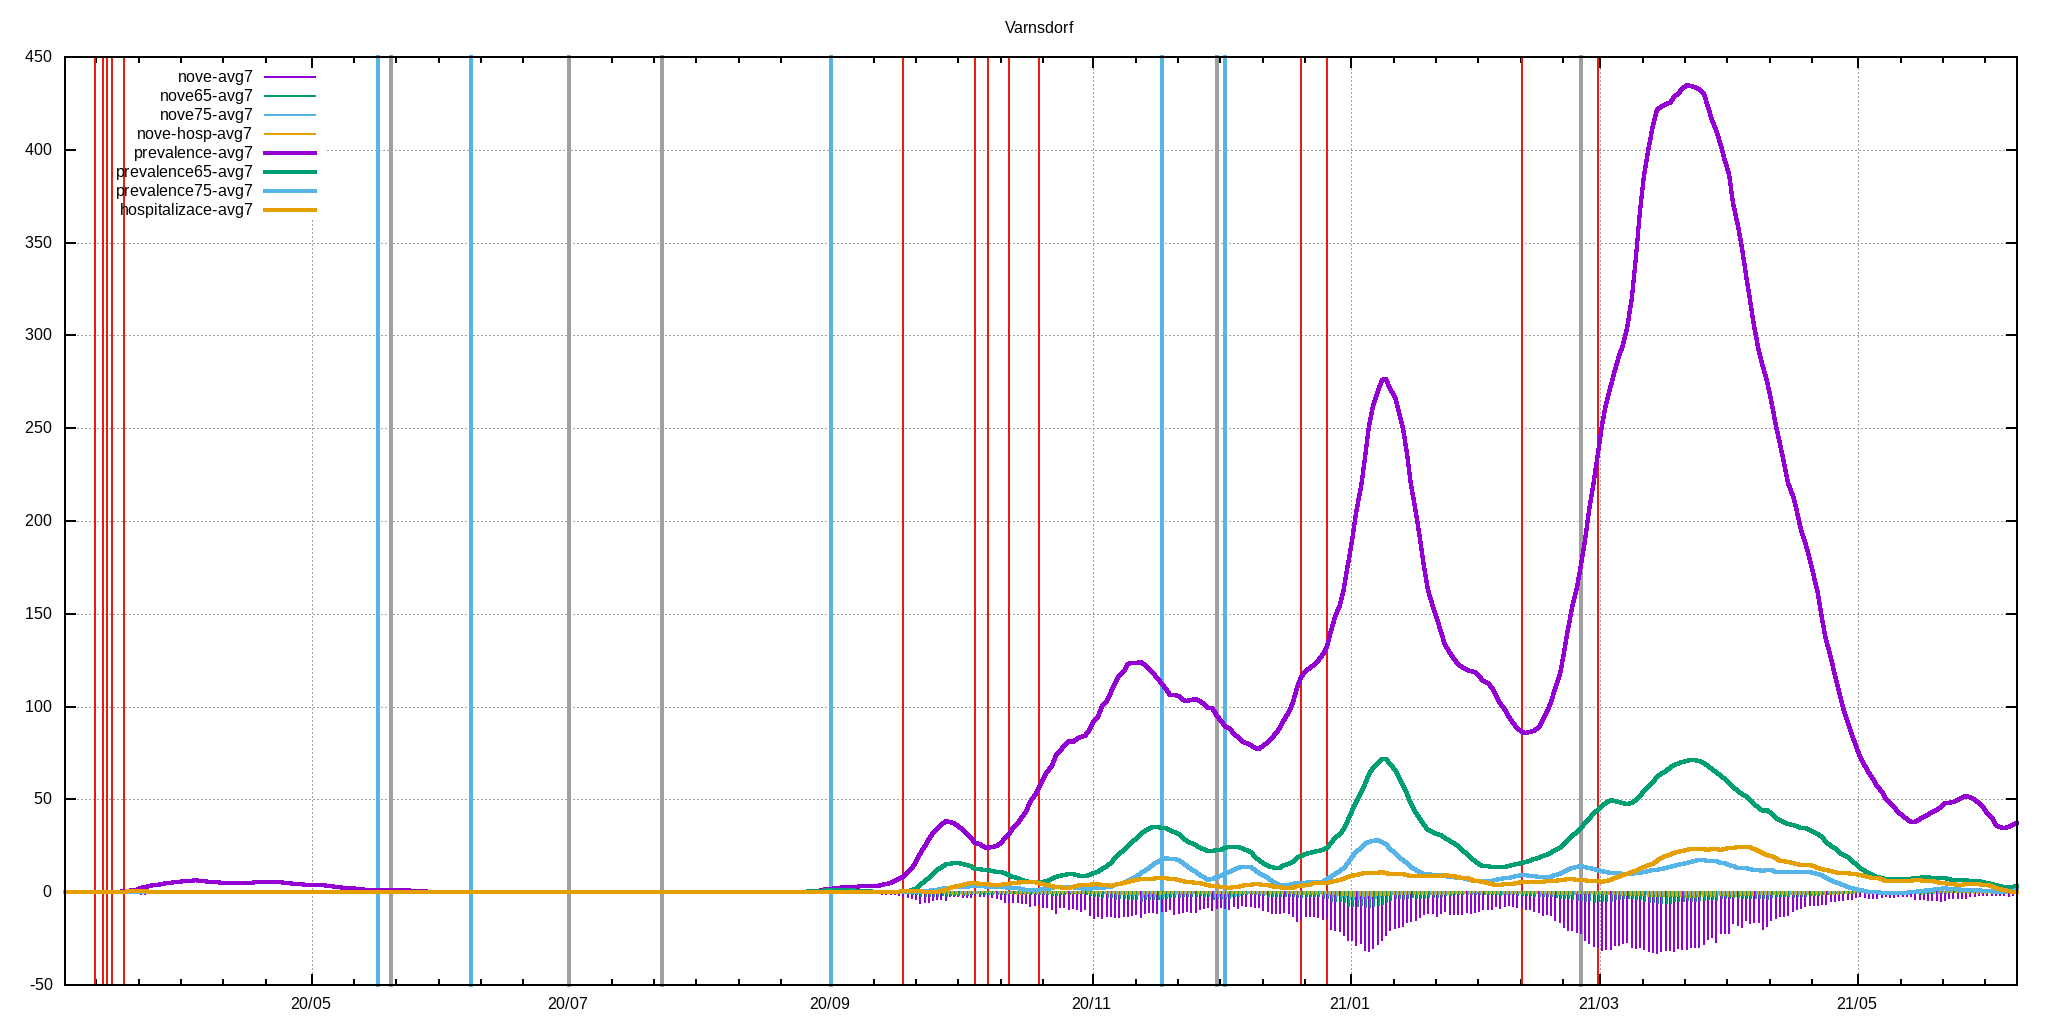 Varnsdorf
450
400
350
300
250
200
150
100
50
0
-50
nove-avg7
nove65-avg7
nove75-avg7
nove-hosp-avg7
prevalence-avg7
prevalence65-avg7
prevalence75-avg7
hospitalizace-avg7
20/05
20/07
20/09
20/11
21/01
21/03
21/05